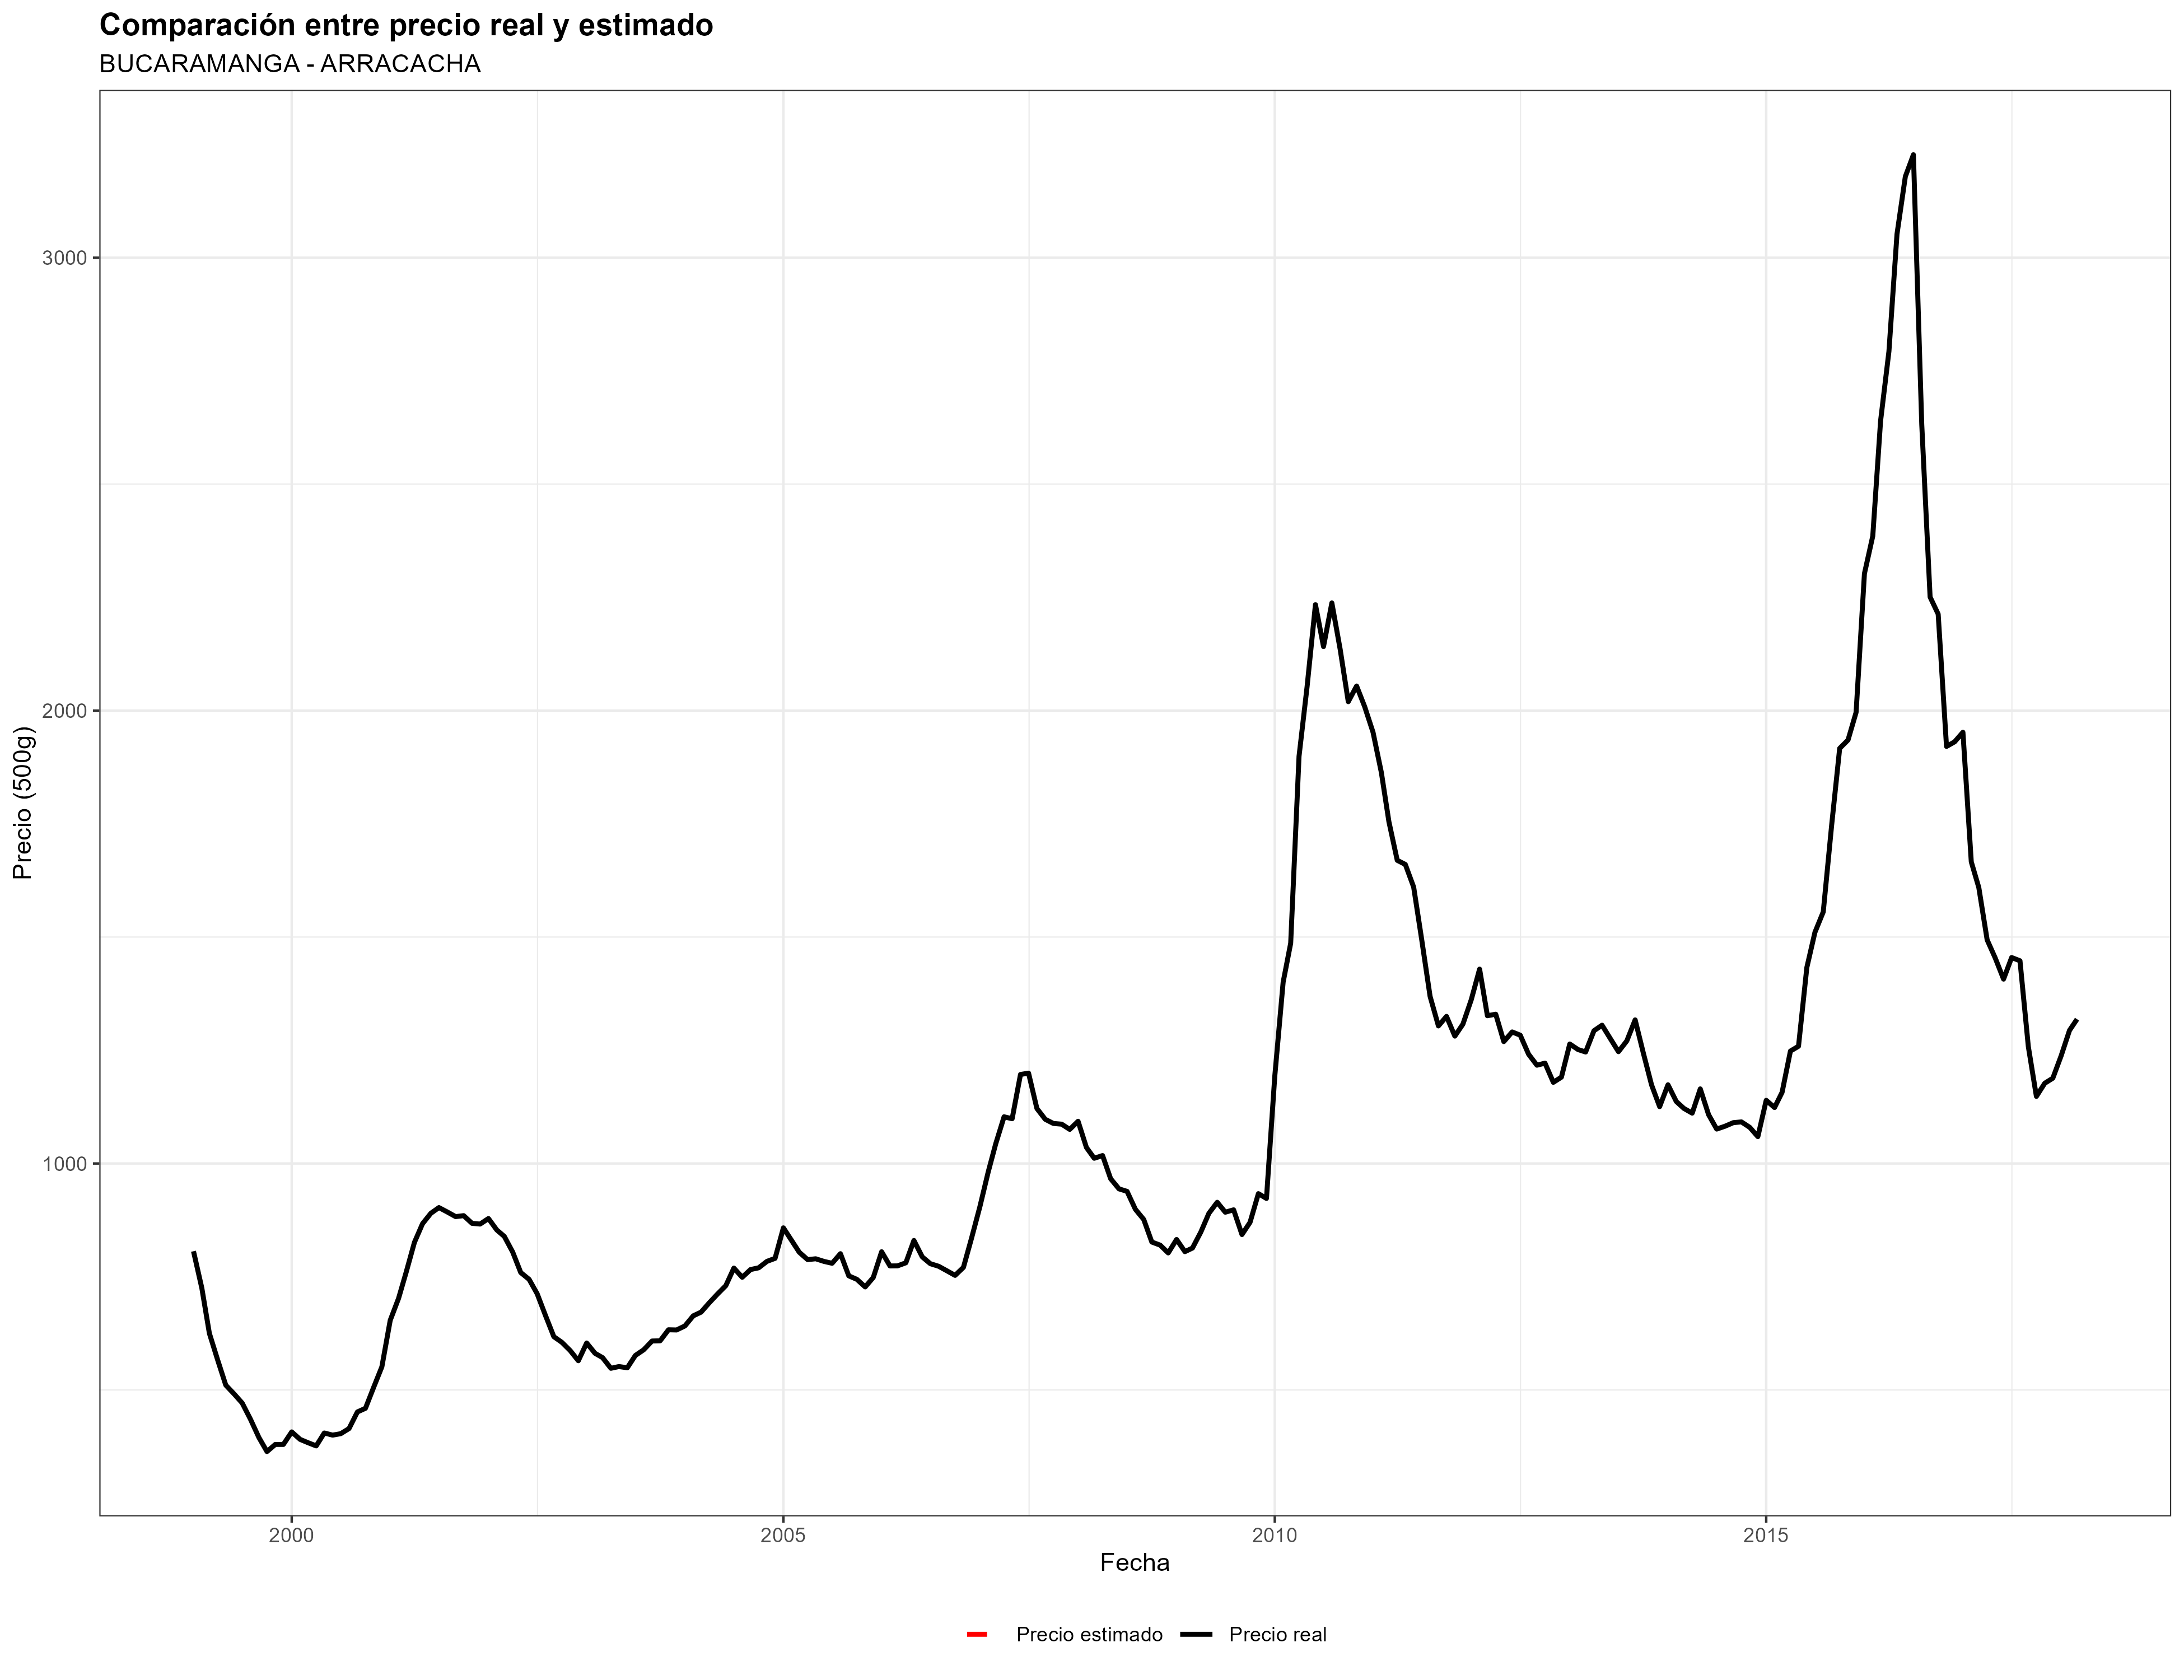 Comparación entre precio real y estimado
BUCARAMANGA - ARRACACHA
Precio (500g)
3000
2000
1000
2000
2005
2010
2015
Fecha
Precio estimado
Precio real